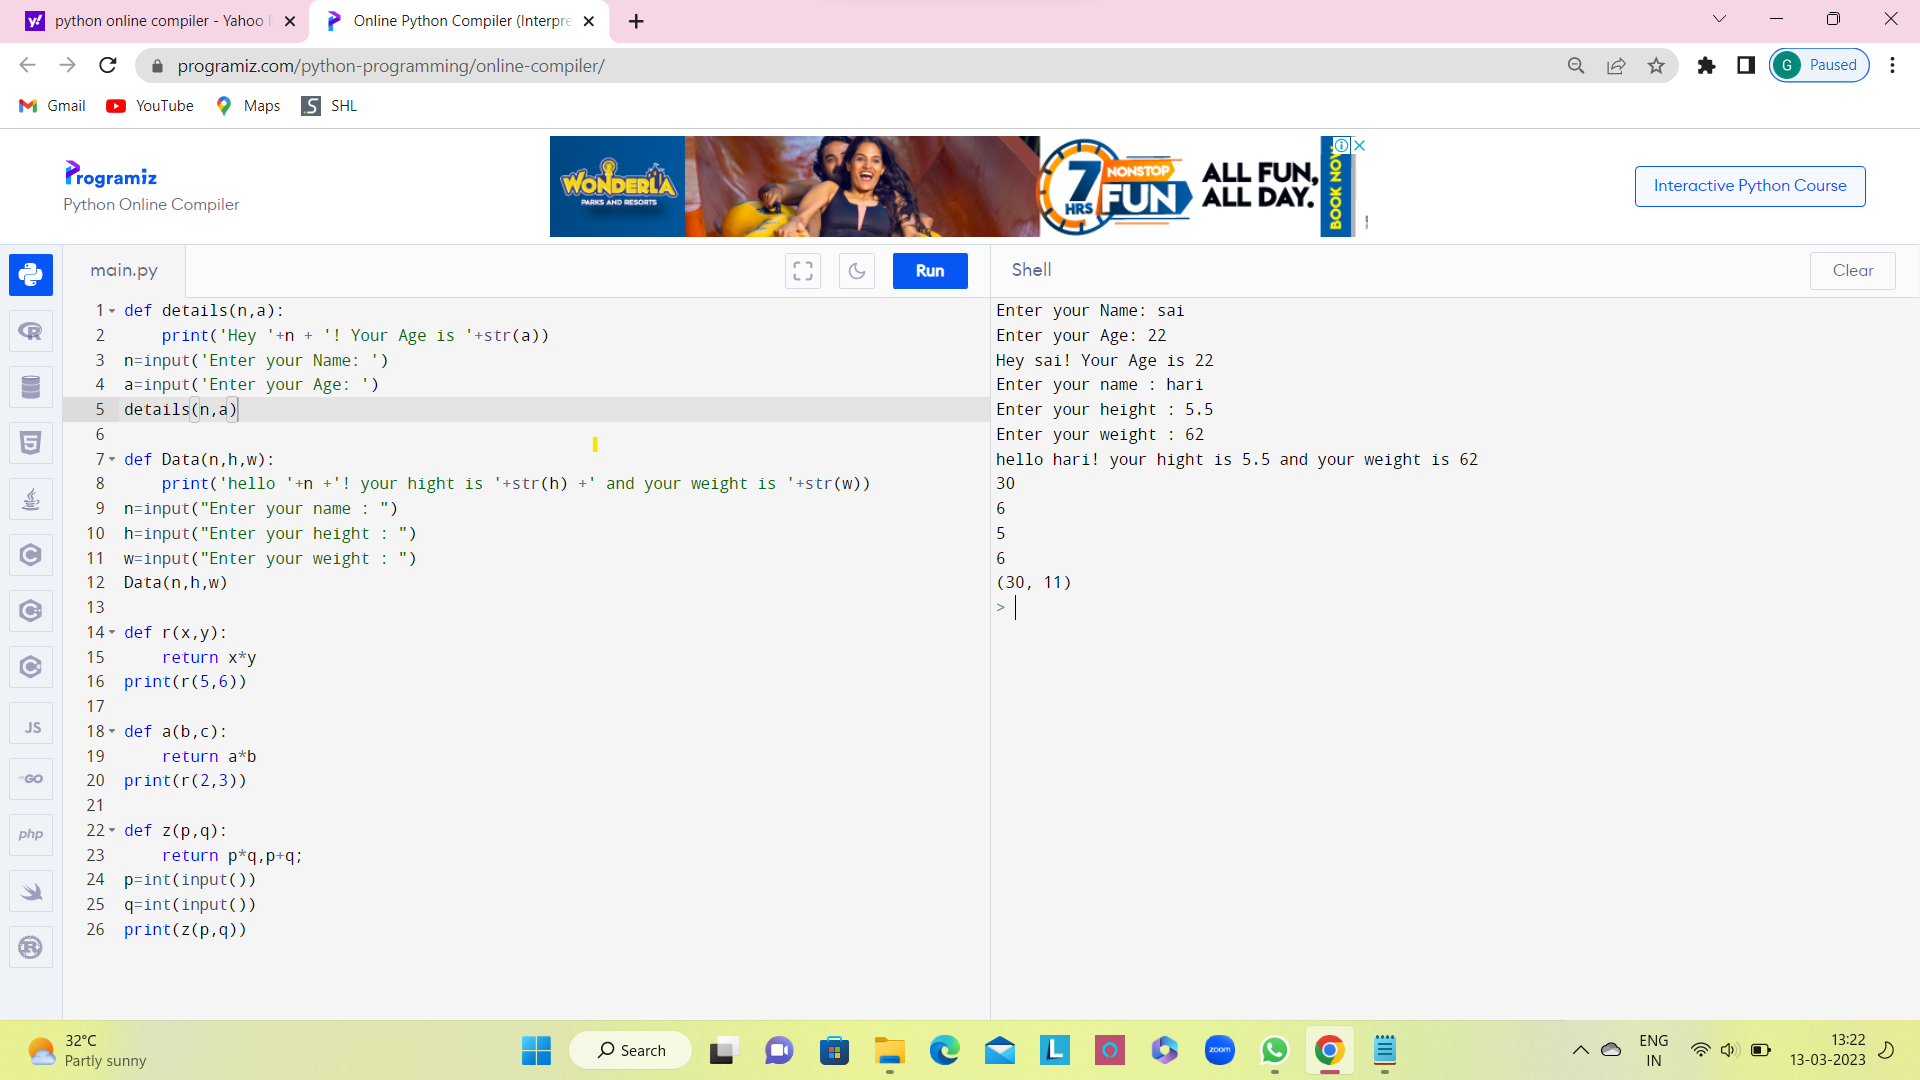 python online compiler - Yahoo I
Online Python Compiler (Interpre
programiz.com/python-programming/online-compiler/
G Paused
Gmail YouTube Maps SHL
Programiz
Python Online Compiler
WONDERLA
PARKS AND RESORTS
7 HRS NONSTOP FUN
ALL FUN,
ALL DAY.
BOOK NOW
Interactive Python Course
main.py
Run
Shell
Clear
1 def details(n,a):
2     print('Hey '+n + '! Your Age is '+str(a))
3 n=input('Enter your Name: ')
4 a=input('Enter your Age: ')
5 details(n,a)
6
7 def Data(n,h,w):
8     print('hello '+n +'! your hight is '+str(h) +' and your weight is '+str(w))
9 n=input("Enter your name : ")
10 h=input("Enter your height : ")
11 w=input("Enter your weight : ")
12 Data(n,h,w)
13
14 def r(x,y):
15     return x*y
16 print(r(5,6))
17
18 def a(b,c):
19     return a*b
20 print(r(2,3))
21
22 def z(p,q):
23     return p*q,p+q;
24 p=int(input())
25 q=int(input())
26 print(z(p,q))
Enter your Name: sai
Enter your Age: 22
Hey sai! Your Age is 22
Enter your name : hari
Enter your height : 5.5
Enter your weight : 62
hello hari! your hight is 5.5 and your weight is 62
30
6
5
6
(30, 11)
>
JS
GO
php
32°C
Partly sunny
Search
zoom
ENG
IN
13:22
13-03-2023